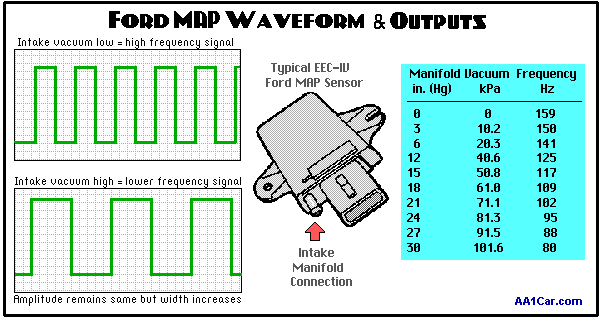 Ford MAP Waveform & Outputs
Intake vacuum low = high frequency signal
Intake vacuum high = lower frequency signal
Amplitude remains same but width increases
Typical EEC-IV
Ford MAP Sensor
Intake
Manifold
Connection
Manifold Vacuum Frequency
in. (Hg) kPa Hz
0 0 159
3 10.2 150
6 20.3 141
12 40.6 125
15 50.8 117
18 61.0 109
21 71.1 102
24 81.3 95
27 91.5 88
30 101.6 80
AA1Car.com